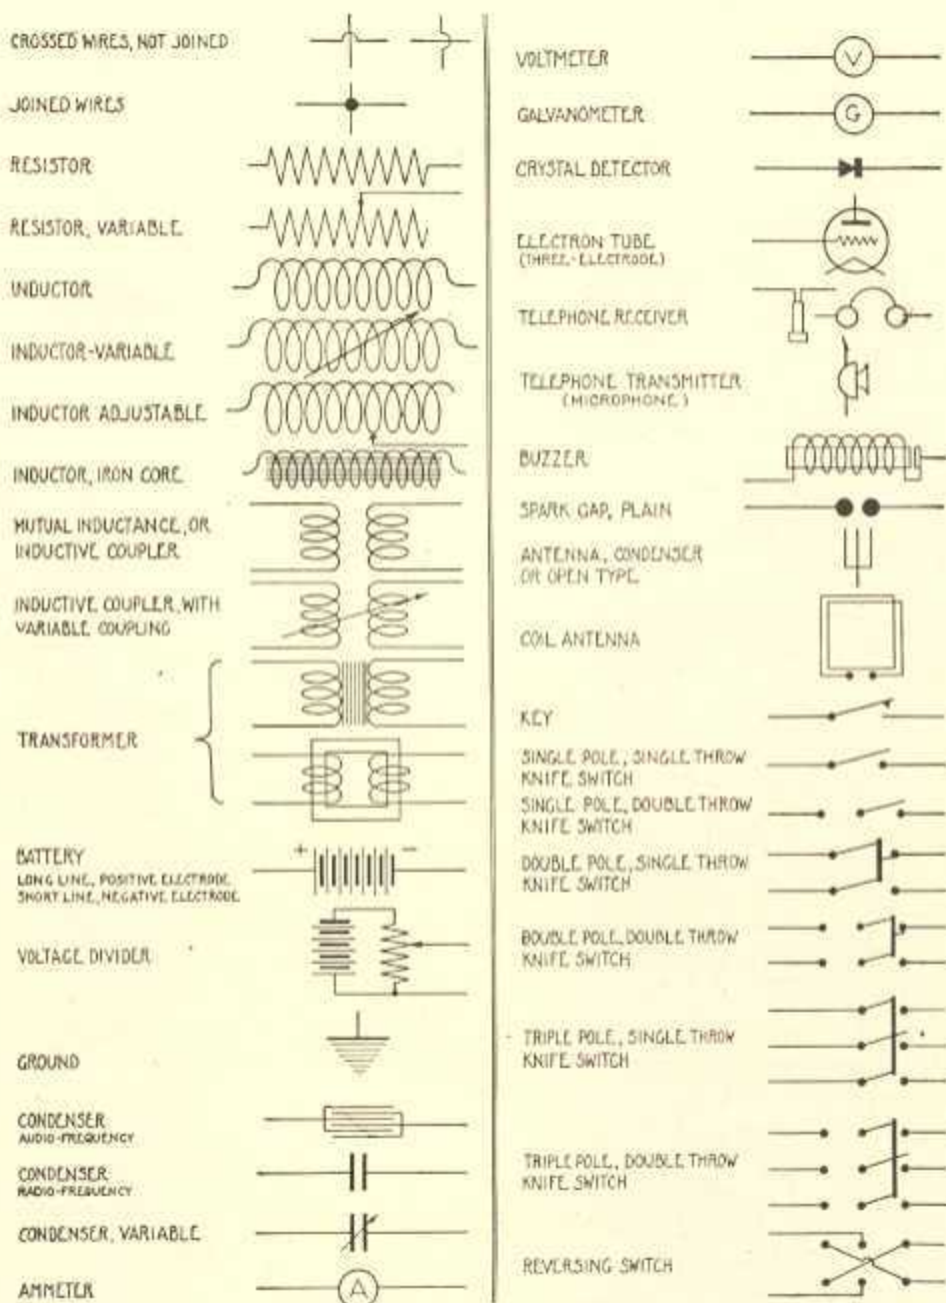 CROSSED WIRES, NOT JOINED
JOINED WIRES
RESISTOR
RESISTOR, VARIABLE
INDUCTOR
INDUCTOR-VARIABLE
INDUCTOR ADJUSTABLE
INDUCTOR, IRON CORE
MUTUAL INDUCTANCE, OR
INDUCTIVE COUPLER
INDUCTIVE COUPLER, WITH
VARIABLE COUPLING
TRANSFORMER
BATTERY
LONG LINE, POSITIVE ELECTRODE
SHORT LINE, NEGATIVE ELECTRODE
+ −
VOLTAGE DIVIDER
GROUND
CONDENSER
AUDIO-FREQUENCY
CONDENSER
RADIO-FREQUENCY
CONDENSER, VARIABLE
AMMETER
A
VOLTMETER
V
GALVANOMETER
G
CRYSTAL DETECTOR
ELECTRON TUBE
(THREE-ELECTRODE)
TELEPHONE RECEIVER
TELEPHONE TRANSMITTER
(MICROPHONE)
BUZZER
SPARK GAP, PLAIN
ANTENNA, CONDENSER
OR OPEN TYPE
COIL ANTENNA
KEY
SINGLE POLE, SINGLE THROW
KNIFE SWITCH
SINGLE POLE, DOUBLE THROW
KNIFE SWITCH
DOUBLE POLE, SINGLE THROW
KNIFE SWITCH
DOUBLE POLE, DOUBLE THROW
KNIFE SWITCH
TRIPLE POLE, SINGLE THROW
KNIFE SWITCH
TRIPLE POLE, DOUBLE THROW
KNIFE SWITCH
REVERSING SWITCH